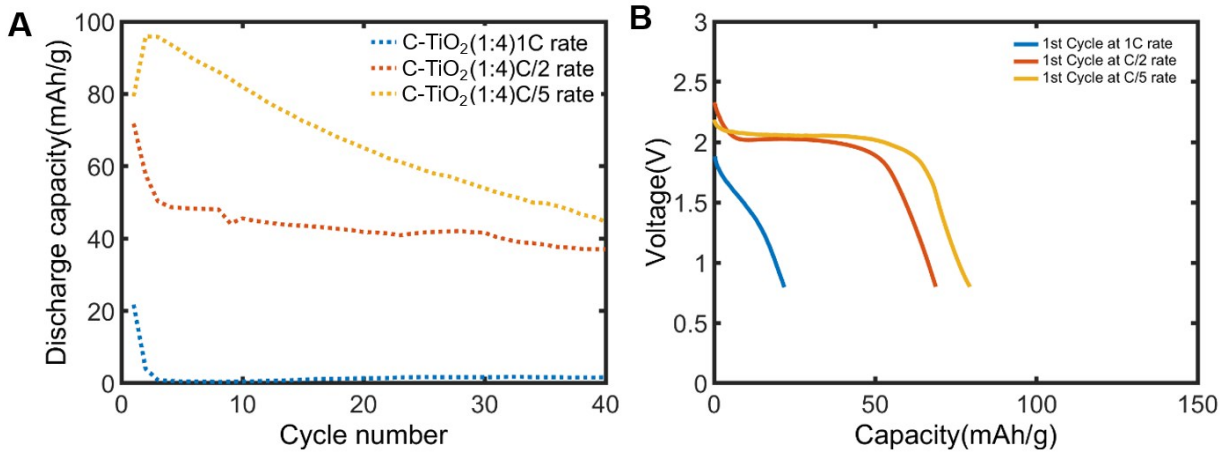 A
Discharge capacity(mAh/g)
100
80
60
40
20
0
0 10 20 30 40
Cycle number
C-TiO₂(1:4)1C rate
C-TiO₂(1:4)C/2 rate
C-TiO₂(1:4)C/5 rate
B
Voltage(V)
3
2.5
2
1.5
1
0.5
0
0 50 100 150
Capacity(mAh/g)
1st Cycle at 1C rate
1st Cycle at C/2 rate
1st Cycle at C/5 rate